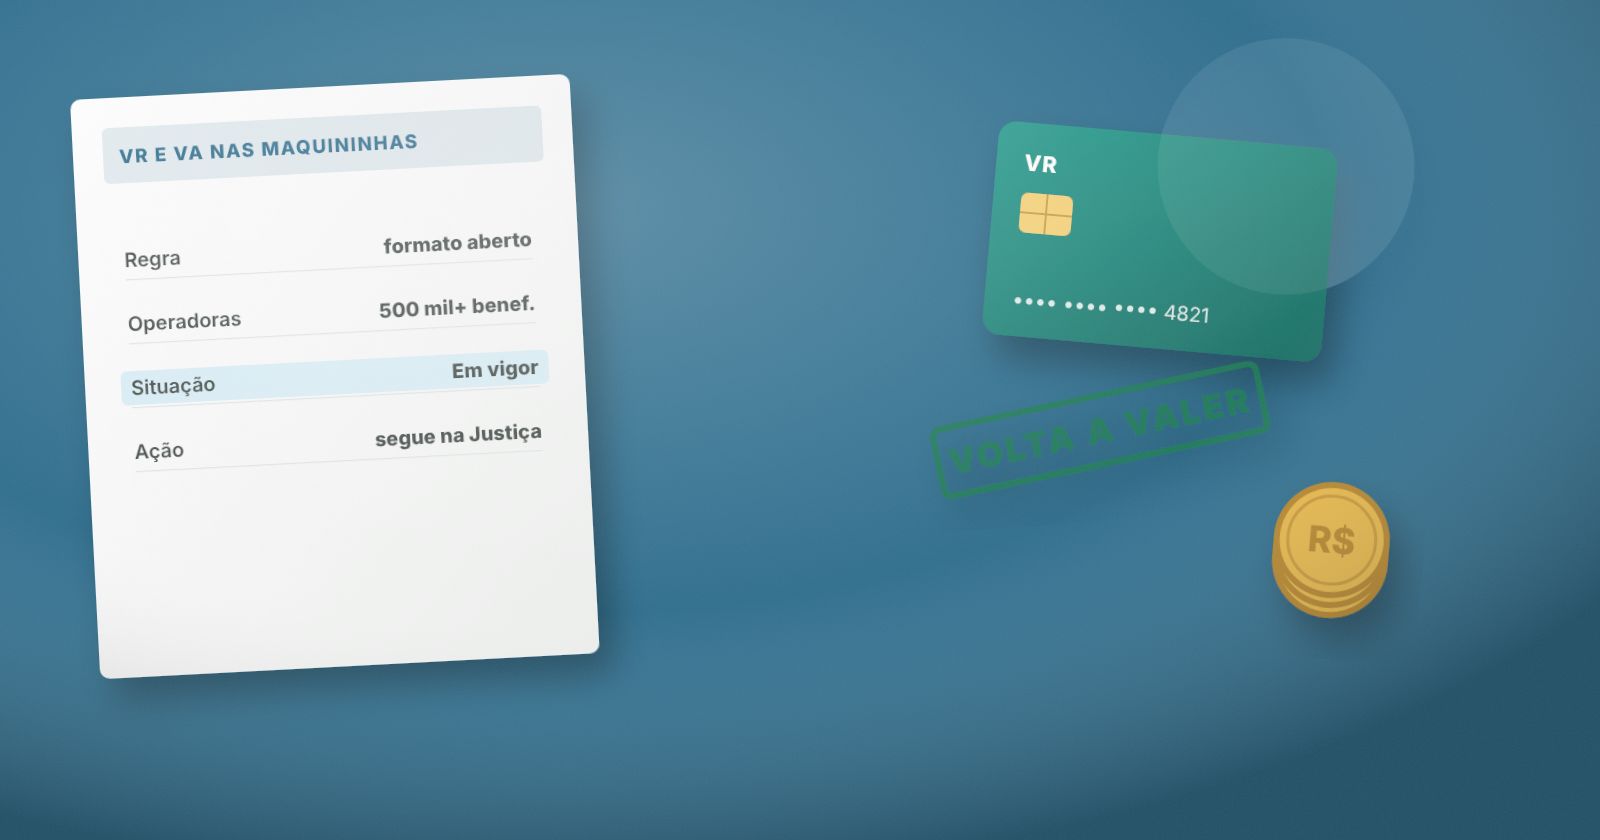 VR E VA NAS MAQUININHAS
Regra formato aberto
Operadoras 500 mil+ benef.
Situação Em vigor
Ação segue na Justiça
VR
•••• •••• •••• 4821
VOLTA A VALER
R$